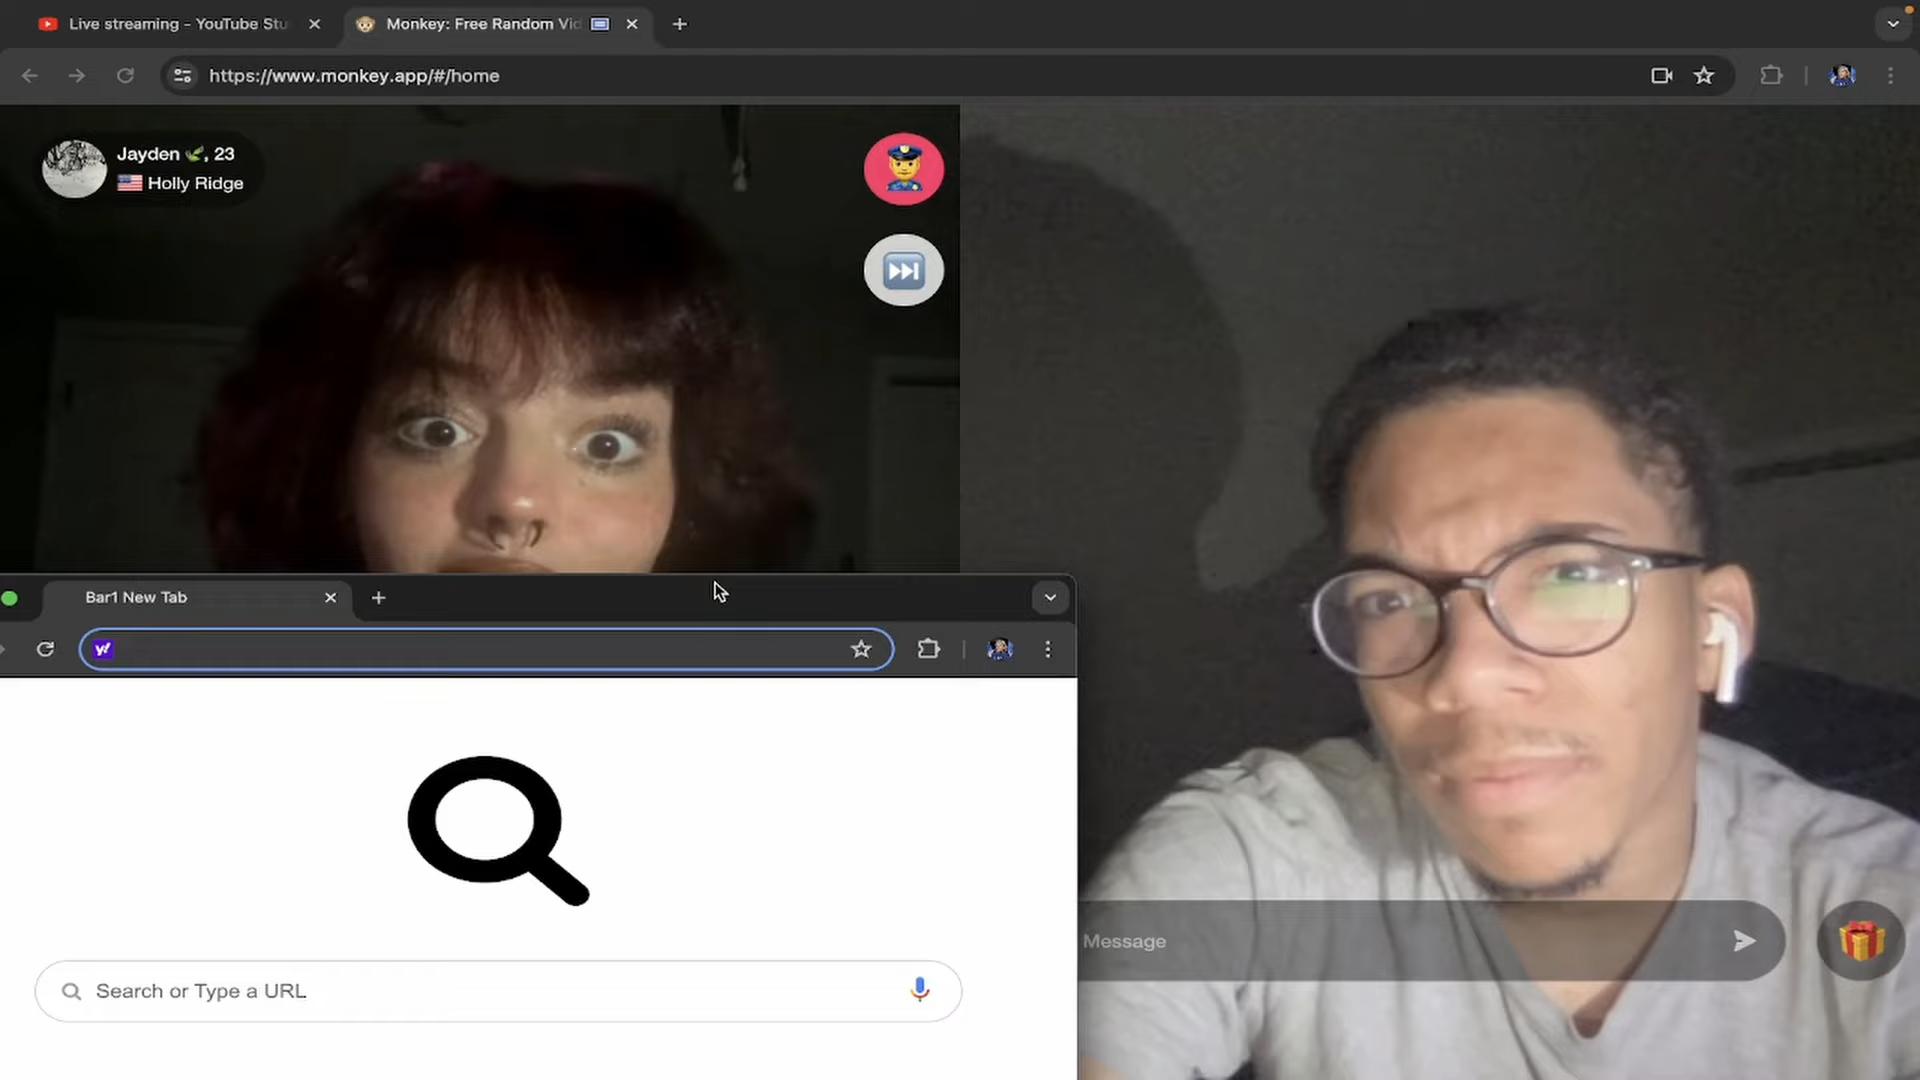 Live streaming - YouTube Stu
Monkey: Free Random Vid
https://www.monkey.app/#/home
Jayden 🌿, 23
Holly Ridge
Bar1 New Tab
y!
Search or Type a URL
Message